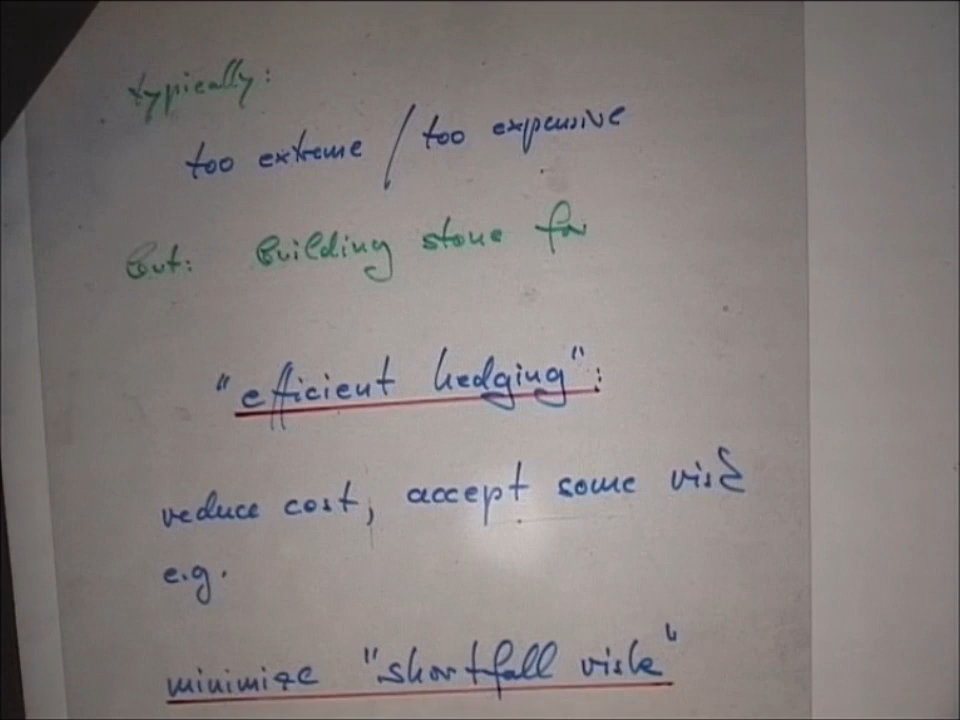 typically:
too extreme / too expensive
But: Building stone for
"efficient hedging":
reduce cost, accept some risk
e.g.
minimize "shortfall risk"